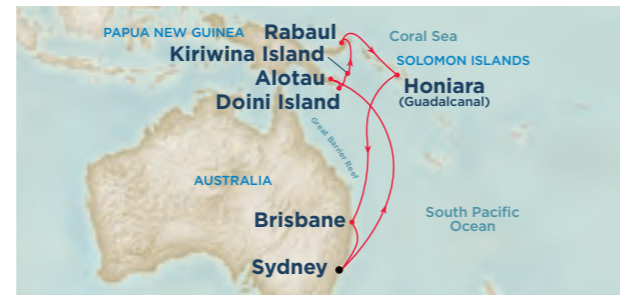 PAPUA NEW GUINEA
Rabaul
Coral Sea
Kiriwina Island
SOLOMON ISLANDS
Alotau
Honiara
(Guadalcanal)
Doini Island
Great Barrier Reef
AUSTRALIA
South Pacific
Ocean
Brisbane
Sydney